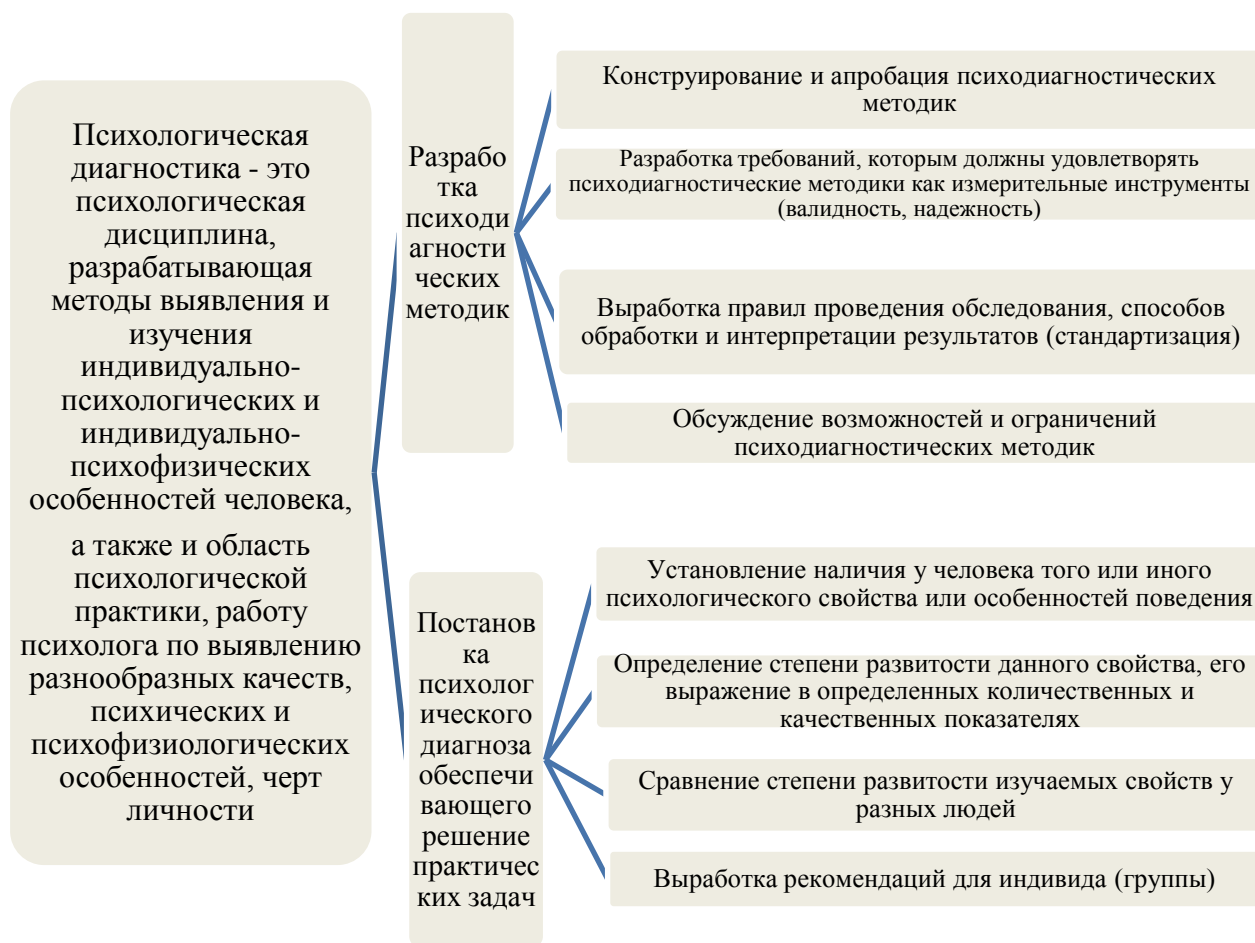 Психологическая
диагностика - это
психологическая
дисциплина,
разрабатывающая
методы выявления и
изучения
индивидуально-
психологических и
индивидуально-
психофизических
особенностей человека,
а также и область
психологической
практики, работу
психолога по выявлению
разнообразных качеств,
психических и
психофизиологических
особенностей, черт
личности
Разрабо
тка
психоди
агности
ческих
методик
Конструирование и апробация психодиагностических
методик
Разработка требований, которым должны удовлетворять
психодиагностические методики как измерительные инструменты
(валидность, надежность)
Выработка правил проведения обследования, способов
обработки и интерпретации результатов (стандартизация)
Обсуждение возможностей и ограничений
психодиагностических методик
Постанов
ка
психолог
ического
диагноза
обеспечи
вающего
решение
практичес
ких задач
Установление наличия у человека того или иного
психологического свойства или особенностей поведения
Определение степени развитости данного свойства, его
выражение в определенных количественных и
качественных показателях
Сравнение степени развитости изучаемых свойств у
разных людей
Выработка рекомендаций для индивида (группы)